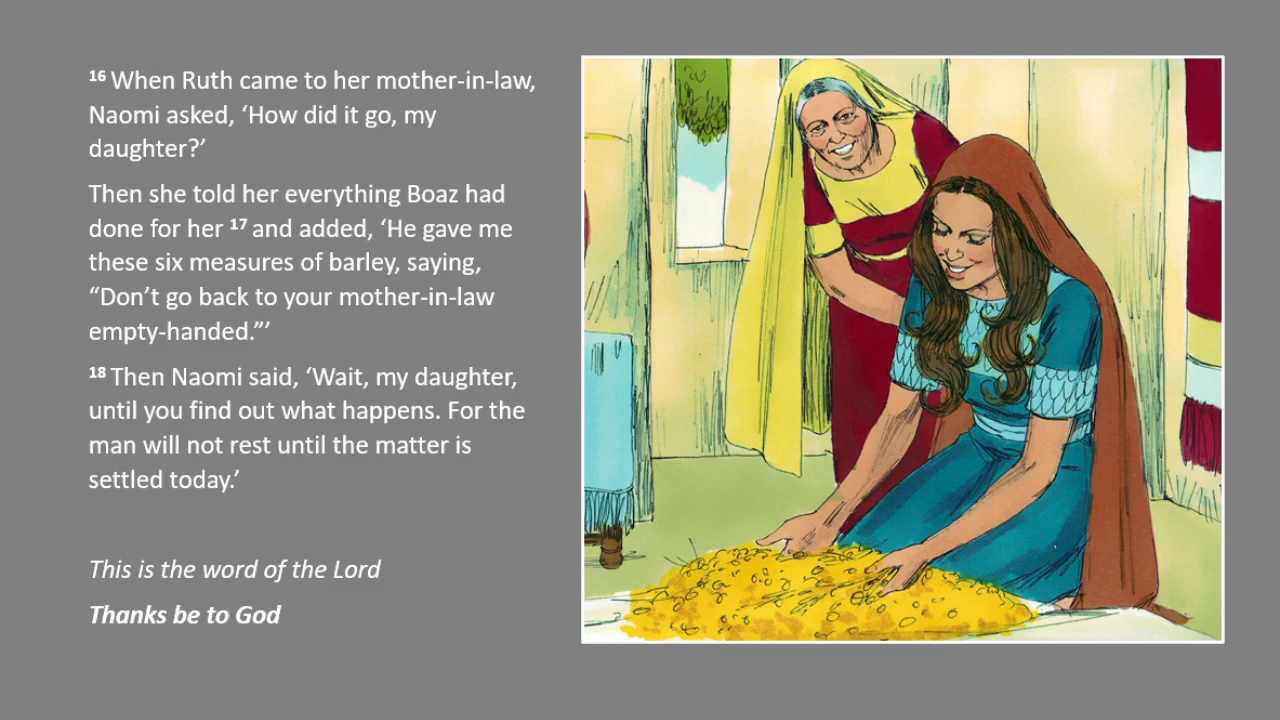 16 When Ruth came to her mother-in-law,
Naomi asked, ‘How did it go, my
daughter?’
Then she told her everything Boaz had
done for her 17 and added, ‘He gave me
these six measures of barley, saying,
“Don’t go back to your mother-in-law
empty-handed.”’
18 Then Naomi said, ‘Wait, my daughter,
until you find out what happens. For the
man will not rest until the matter is
settled today.’
This is the word of the Lord
Thanks be to God